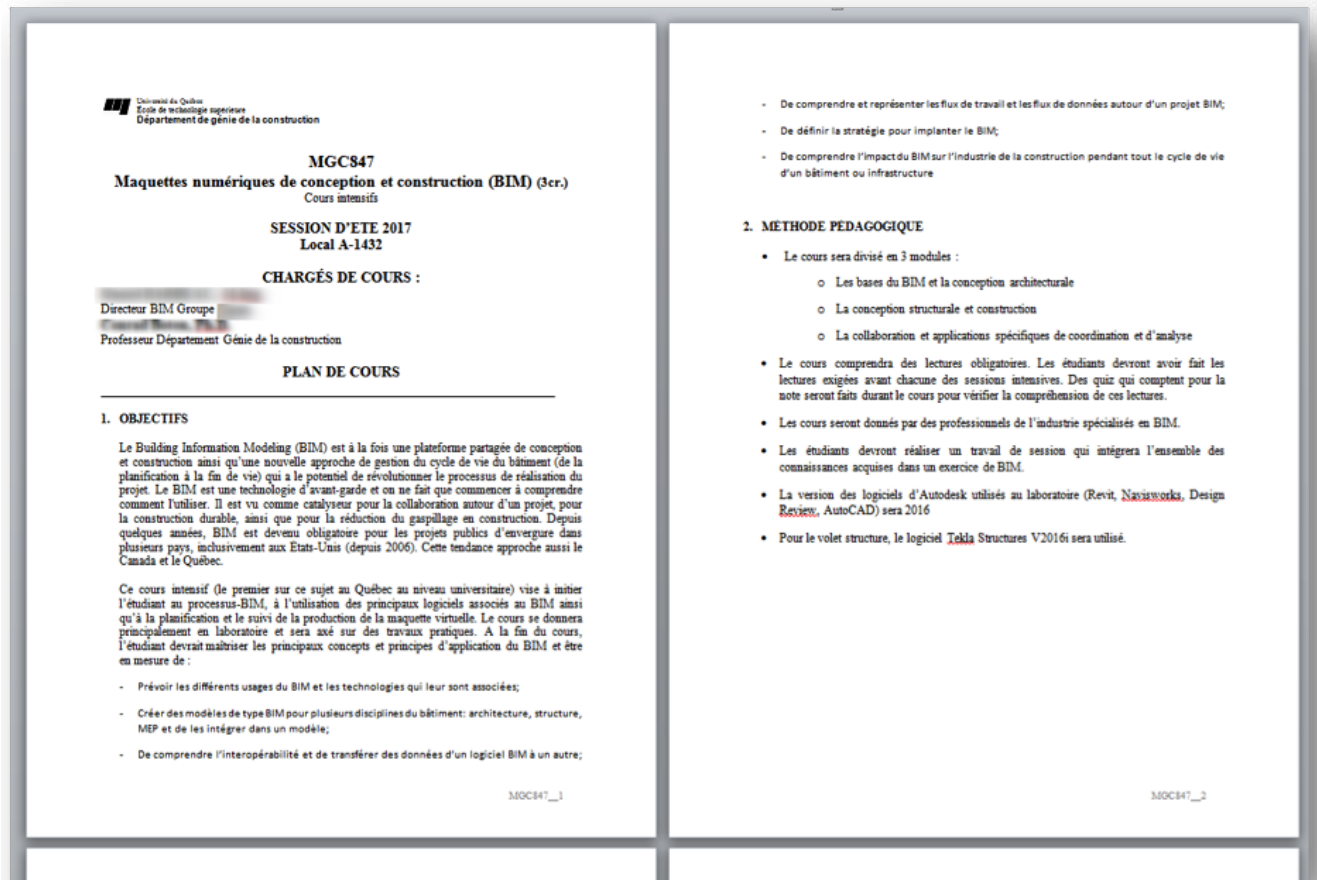 Université du Québec
École de technologie supérieure
Département de génie de la construction
MGC847
Maquettes numériques de conception et construction (BIM) (3cr.)
Cours intensifs
SESSION D'ETE 2017
Local A-1432
CHARGÉS DE COURS :
Directeur BIM Groupe
Professeur Département Génie de la construction
PLAN DE COURS
1. OBJECTIFS
Le Building Information Modeling (BIM) est à la fois une plateforme partagée de conception
et construction ainsi qu'une nouvelle approche de gestion du cycle de vie du bâtiment (de la
planification à la fin de vie) qui a le potentiel de révolutionner le processus de réalisation du
projet. Le BIM est une technologie d'avant-garde et on ne fait que commencer à comprendre
comment l'utiliser. Il est vu comme catalyseur pour la collaboration autour d'un projet, pour
la construction durable, ainsi que pour la réduction du gaspillage en construction. Depuis
quelques années, BIM est devenu obligatoire pour les projets publics d'envergure dans
plusieurs pays, inclusivement aux États-Unis (depuis 2006). Cette tendance approche aussi le
Canada et le Québec.
Ce cours intensif (le premier sur ce sujet au Québec au niveau universitaire) vise à initier
l'étudiant au processus-BIM, à l'utilisation des principaux logiciels associés au BIM ainsi
qu'à la planification et le suivi de la production de la maquette virtuelle. Le cours se donnera
principalement en laboratoire et sera axé sur des travaux pratiques. A la fin du cours,
l'étudiant devrait maîtriser les principaux concepts et principes d'application du BIM et être
en mesure de :
- Prévoir les différents usages du BIM et les technologies qui leur sont associées;
- Créer des modèles de type BIM pour plusieurs disciplines du bâtiment: architecture, structure,
MEP et de les intégrer dans un modèle;
- De comprendre l'interopérabilité et de transférer des données d'un logiciel BIM à un autre;
MGC847__1
- De comprendre et représenter les flux de travail et les flux de données autour d'un projet BIM;
- De définir la stratégie pour implanter le BIM;
- De comprendre l'impact du BIM sur l'industrie de la construction pendant tout le cycle de vie
d'un bâtiment ou infrastructure
2. MÉTHODE PÉDAGOGIQUE
• Le cours sera divisé en 3 modules :
o Les bases du BIM et la conception architecturale
o La conception structurale et construction
o La collaboration et applications spécifiques de coordination et d'analyse
• Le cours comprendra des lectures obligatoires. Les étudiants devront avoir fait les
lectures exigées avant chacune des sessions intensives. Des quiz qui comptent pour la
note seront faits durant le cours pour vérifier la compréhension de ces lectures.
• Les cours seront donnés par des professionnels de l'industrie spécialisés en BIM.
• Les étudiants devront réaliser un travail de session qui intégrera l'ensemble des
connaissances acquises dans un exercice de BIM.
• La version des logiciels d'Autodesk utilisés au laboratoire (Revit, Navisworks, Design
Review, AutoCAD) sera 2016
• Pour le volet structure, le logiciel Tekla Structures V2016i sera utilisé.
MGC847__2